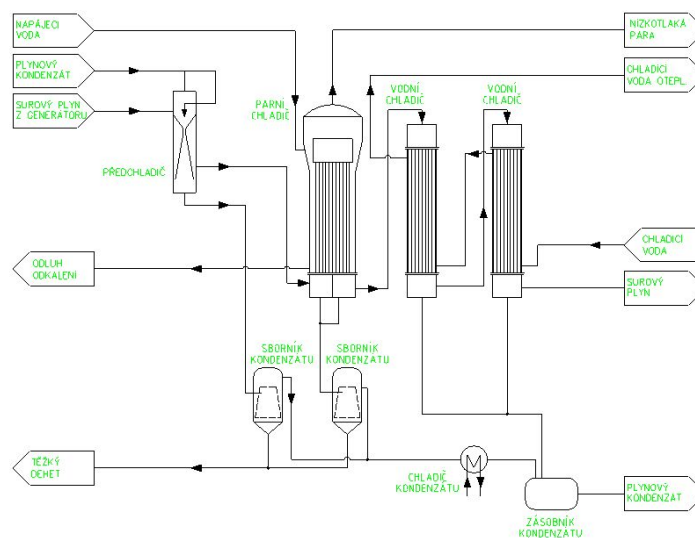 NAPÁJECÍ
VODA
NÍZKOTLAKÁ
PÁRA
PLYNOVÝ
KONDENZÁT
CHLADICÍ
VODA OTEPL.
VODNÍ
CHLADIČ
VODNÍ
CHLADIČ
SUROVÝ PLYN
Z GENERÁTORU
PARNÍ
CHLADIČ
PŘEDCHLADIČ
CHLADICÍ
VODA
ODLUH
ODKALENÍ
SUROVÝ
PLYN
SBORNÍK
KONDENZÁTU
SBORNÍK
KONDENZÁTU
TĚŽKÝ
DEHET
M
CHLADIČ
KONDENZÁTU
PLYNOVÝ
KONDENZÁT
ZÁSOBNÍK
KONDENZÁTU